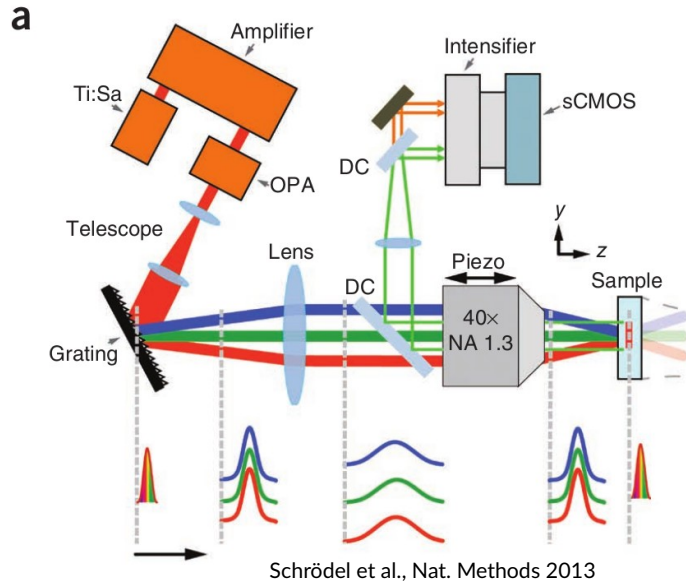 a
Amplifier
Ti:Sa
OPA
Telescope
Grating
Lens
DC
Intensifier
sCMOS
DC
Piezo
40×
NA 1.3
y
z
Sample
Schrödel et al., Nat. Methods 2013